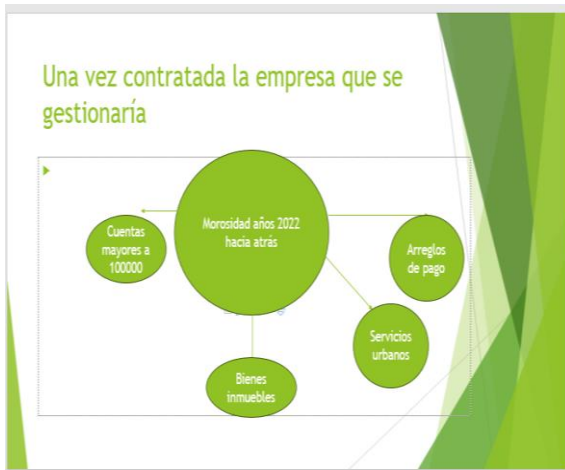 Una vez contratada la empresa que se
gestionaría
Morosidad años 2022
hacia atrás
Cuentas
mayores a
100000
Arreglos
de pago
Servicios
urbanos
Bienes
inmuebles